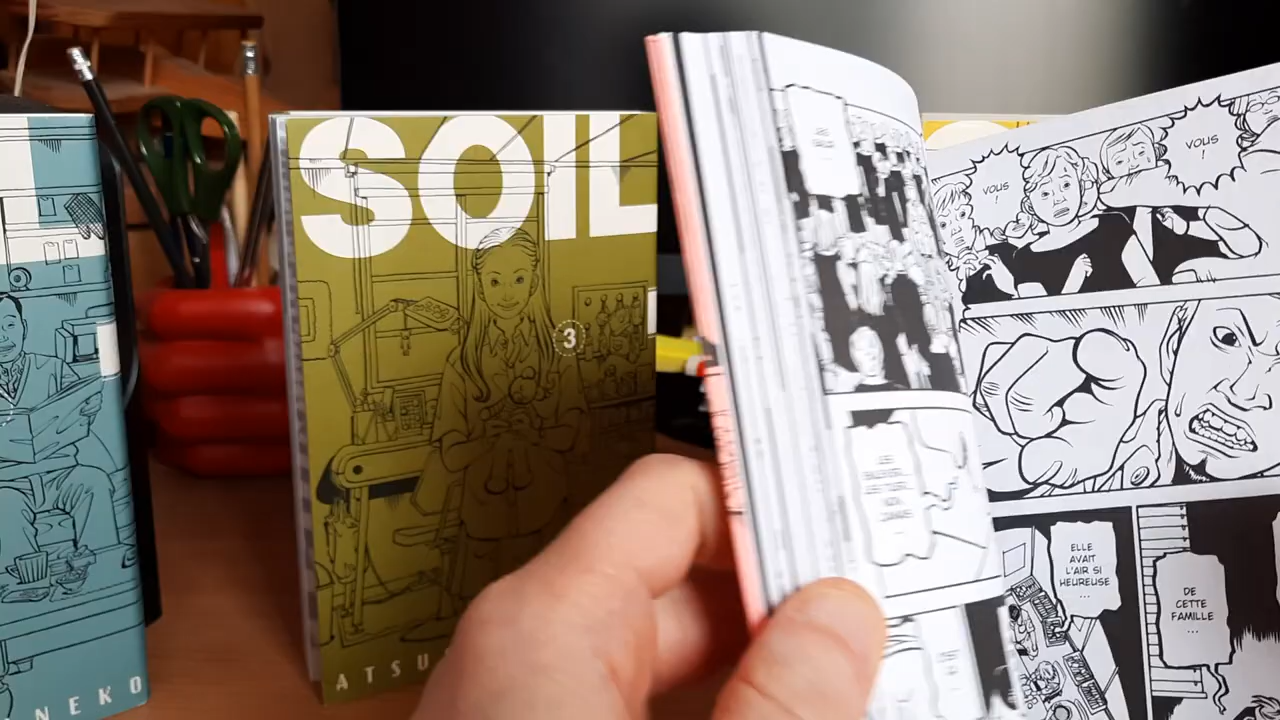 SOIL
3
ATSU
NEKO
VOUS
!
VOUS
!
ELLE
AVAIT
L'AIR SI
HEUREUSE
...
DE
CETTE
FAMILLE
...